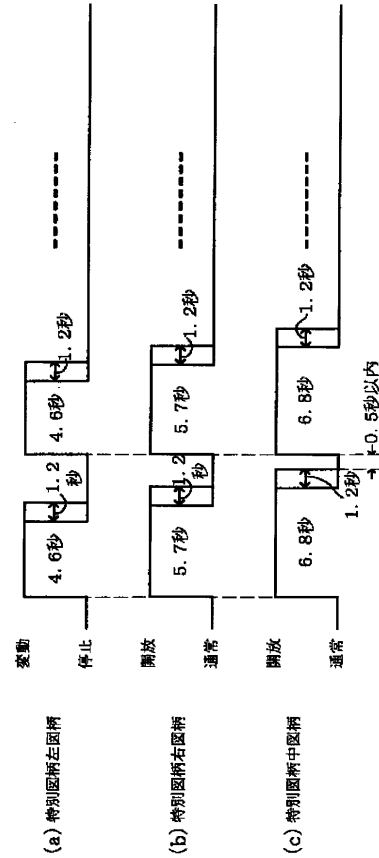 変動
停止
(a) 特別図柄左図柄
4.6秒
1.2
秒
4.6秒
1.2秒
開放
通常
(b) 特別図柄右図柄
5.7秒
1.2
秒
5.7秒
1.2秒
開放
通常
(c) 特別図柄中図柄
6.8秒
1.2秒
6.8秒
1.2秒
0.5秒以内